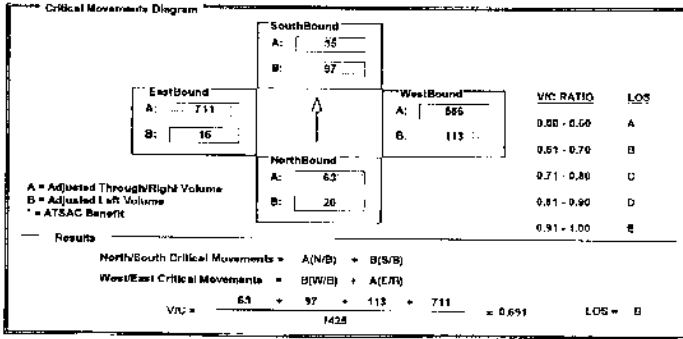 Critical Movements Diagram
SouthBound
A:
B: 97
EastBound
A: 711
B: 16
WestBound
A:
B: 113
NorthBound
A: 63
B:
V/C RATIO LOS
0.00 - 0.60 A
0.61 - 0.70 B
0.71 - 0.80 C
0.81 - 0.90 D
0.91 - 1.00 E
A = Adjusted Through/Right Volume
B = Adjusted Left Volume
* = ATSAC Benefit
Results
North/South Critical Movements = A(N/B) + B(S/B)
West/East Critical Movements = B(W/B) + A(E/B)
V/C = 63 + 97 + 113 + 711
1425 = 0.691 LOS = B